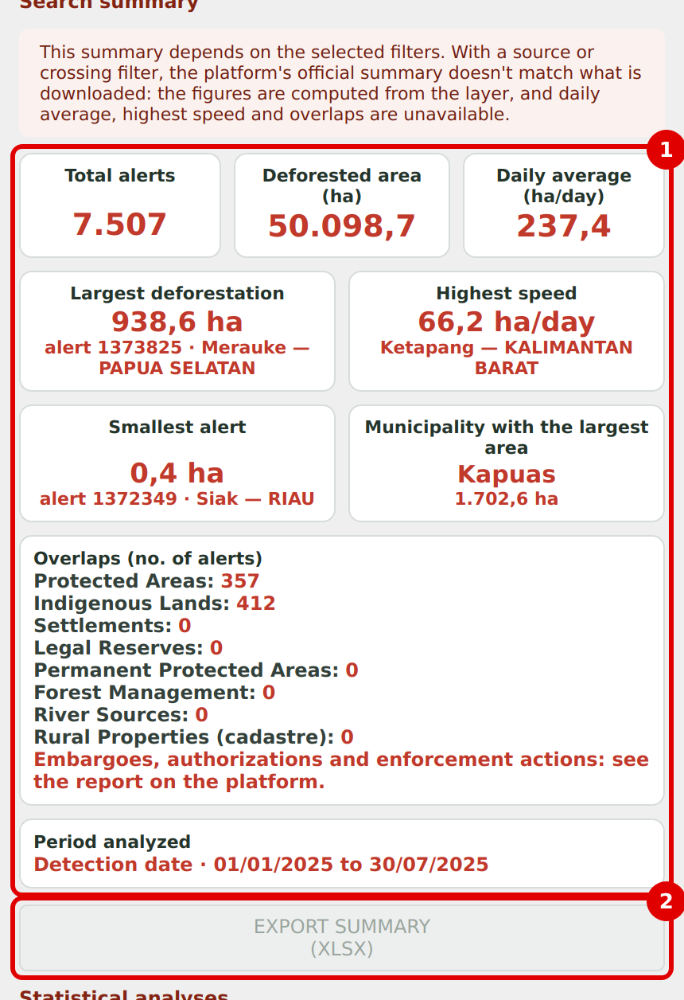 Search summary
This summary depends on the selected filters. With a source or
crossing filter, the platform's official summary doesn't match what is
downloaded: the figures are computed from the layer, and daily
average, highest speed and overlaps are unavailable.
1
Total alerts
7.507
Deforested area
(ha)
50.098,7
Daily average
(ha/day)
237,4
Largest deforestation
938,6 ha
alert 1373825 · Merauke —
PAPUA SELATAN
Highest speed
66,2 ha/day
Ketapang — KALIMANTAN
BARAT
Smallest alert
0,4 ha
alert 1372349 · Siak — RIAU
Municipality with the largest
area
Kapuas
1.702,6 ha
Overlaps (no. of alerts)
Protected Areas: 357
Indigenous Lands: 412
Settlements: 0
Legal Reserves: 0
Permanent Protected Areas: 0
Forest Management: 0
River Sources: 0
Rural Properties (cadastre): 0
Embargoes, authorizations and enforcement actions: see
the report on the platform.
Period analyzed
Detection date · 01/01/2025 to 30/07/2025
2
EXPORT SUMMARY
(XLSX)
Statistical analyses